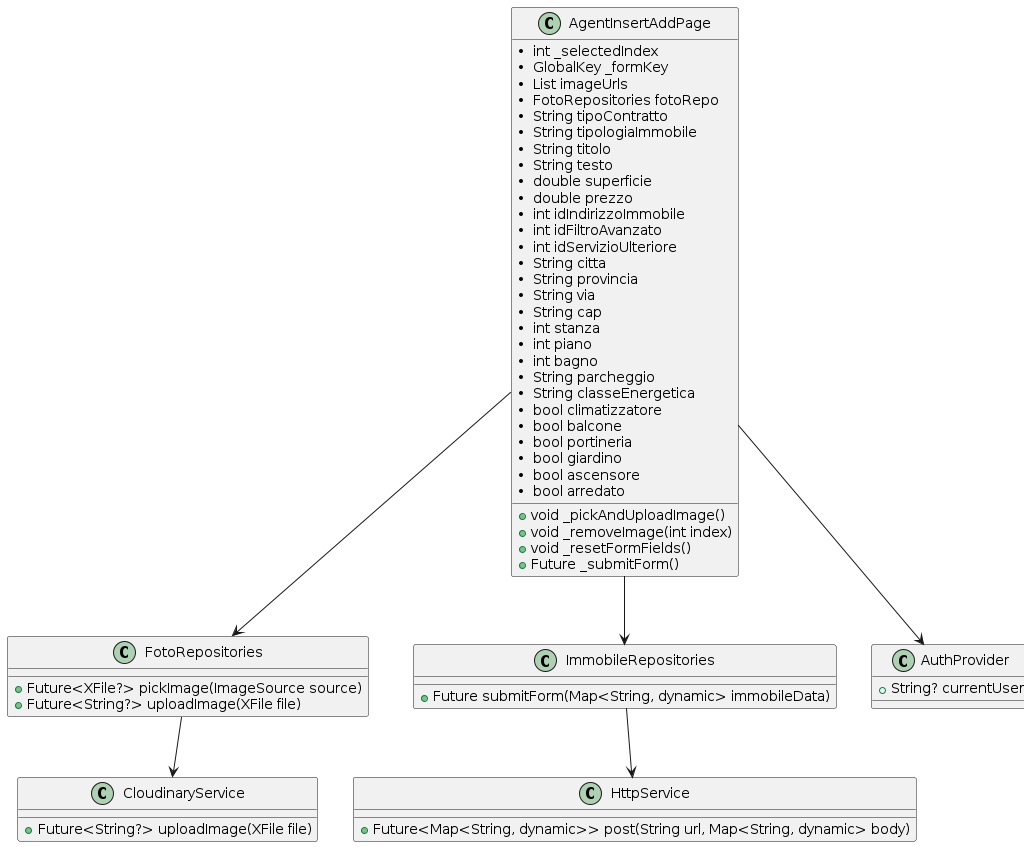 AgentInsertAddPage
• int _selectedIndex
• GlobalKey _formKey
• List imageUrls
• FotoRepositories fotoRepo
• String tipoContratto
• String tipologiaImmobile
• String titolo
• String testo
• double superficie
• double prezzo
• int idIndirizzoImmobile
• int idFiltroAvanzato
• int idServizioUlteriore
• String citta
• String provincia
• String via
• String cap
• int stanza
• int piano
• int bagno
• String parcheggio
• String classeEnergetica
• bool climatizzatore
• bool balcone
• bool portineria
• bool giardino
• bool ascensore
• bool arredato
void _pickAndUploadImage()
void _removeImage(int index)
void _resetFormFields()
Future _submitForm()
FotoRepositories
Future<XFile?> pickImage(ImageSource source)
Future<String?> uploadImage(XFile file)
ImmobileRepositories
Future submitForm(Map<String, dynamic> immobileData)
AuthProvider
String? currentUser
CloudinaryService
Future<String?> uploadImage(XFile file)
HttpService
Future<Map<String, dynamic>> post(String url, Map<String, dynamic> body)